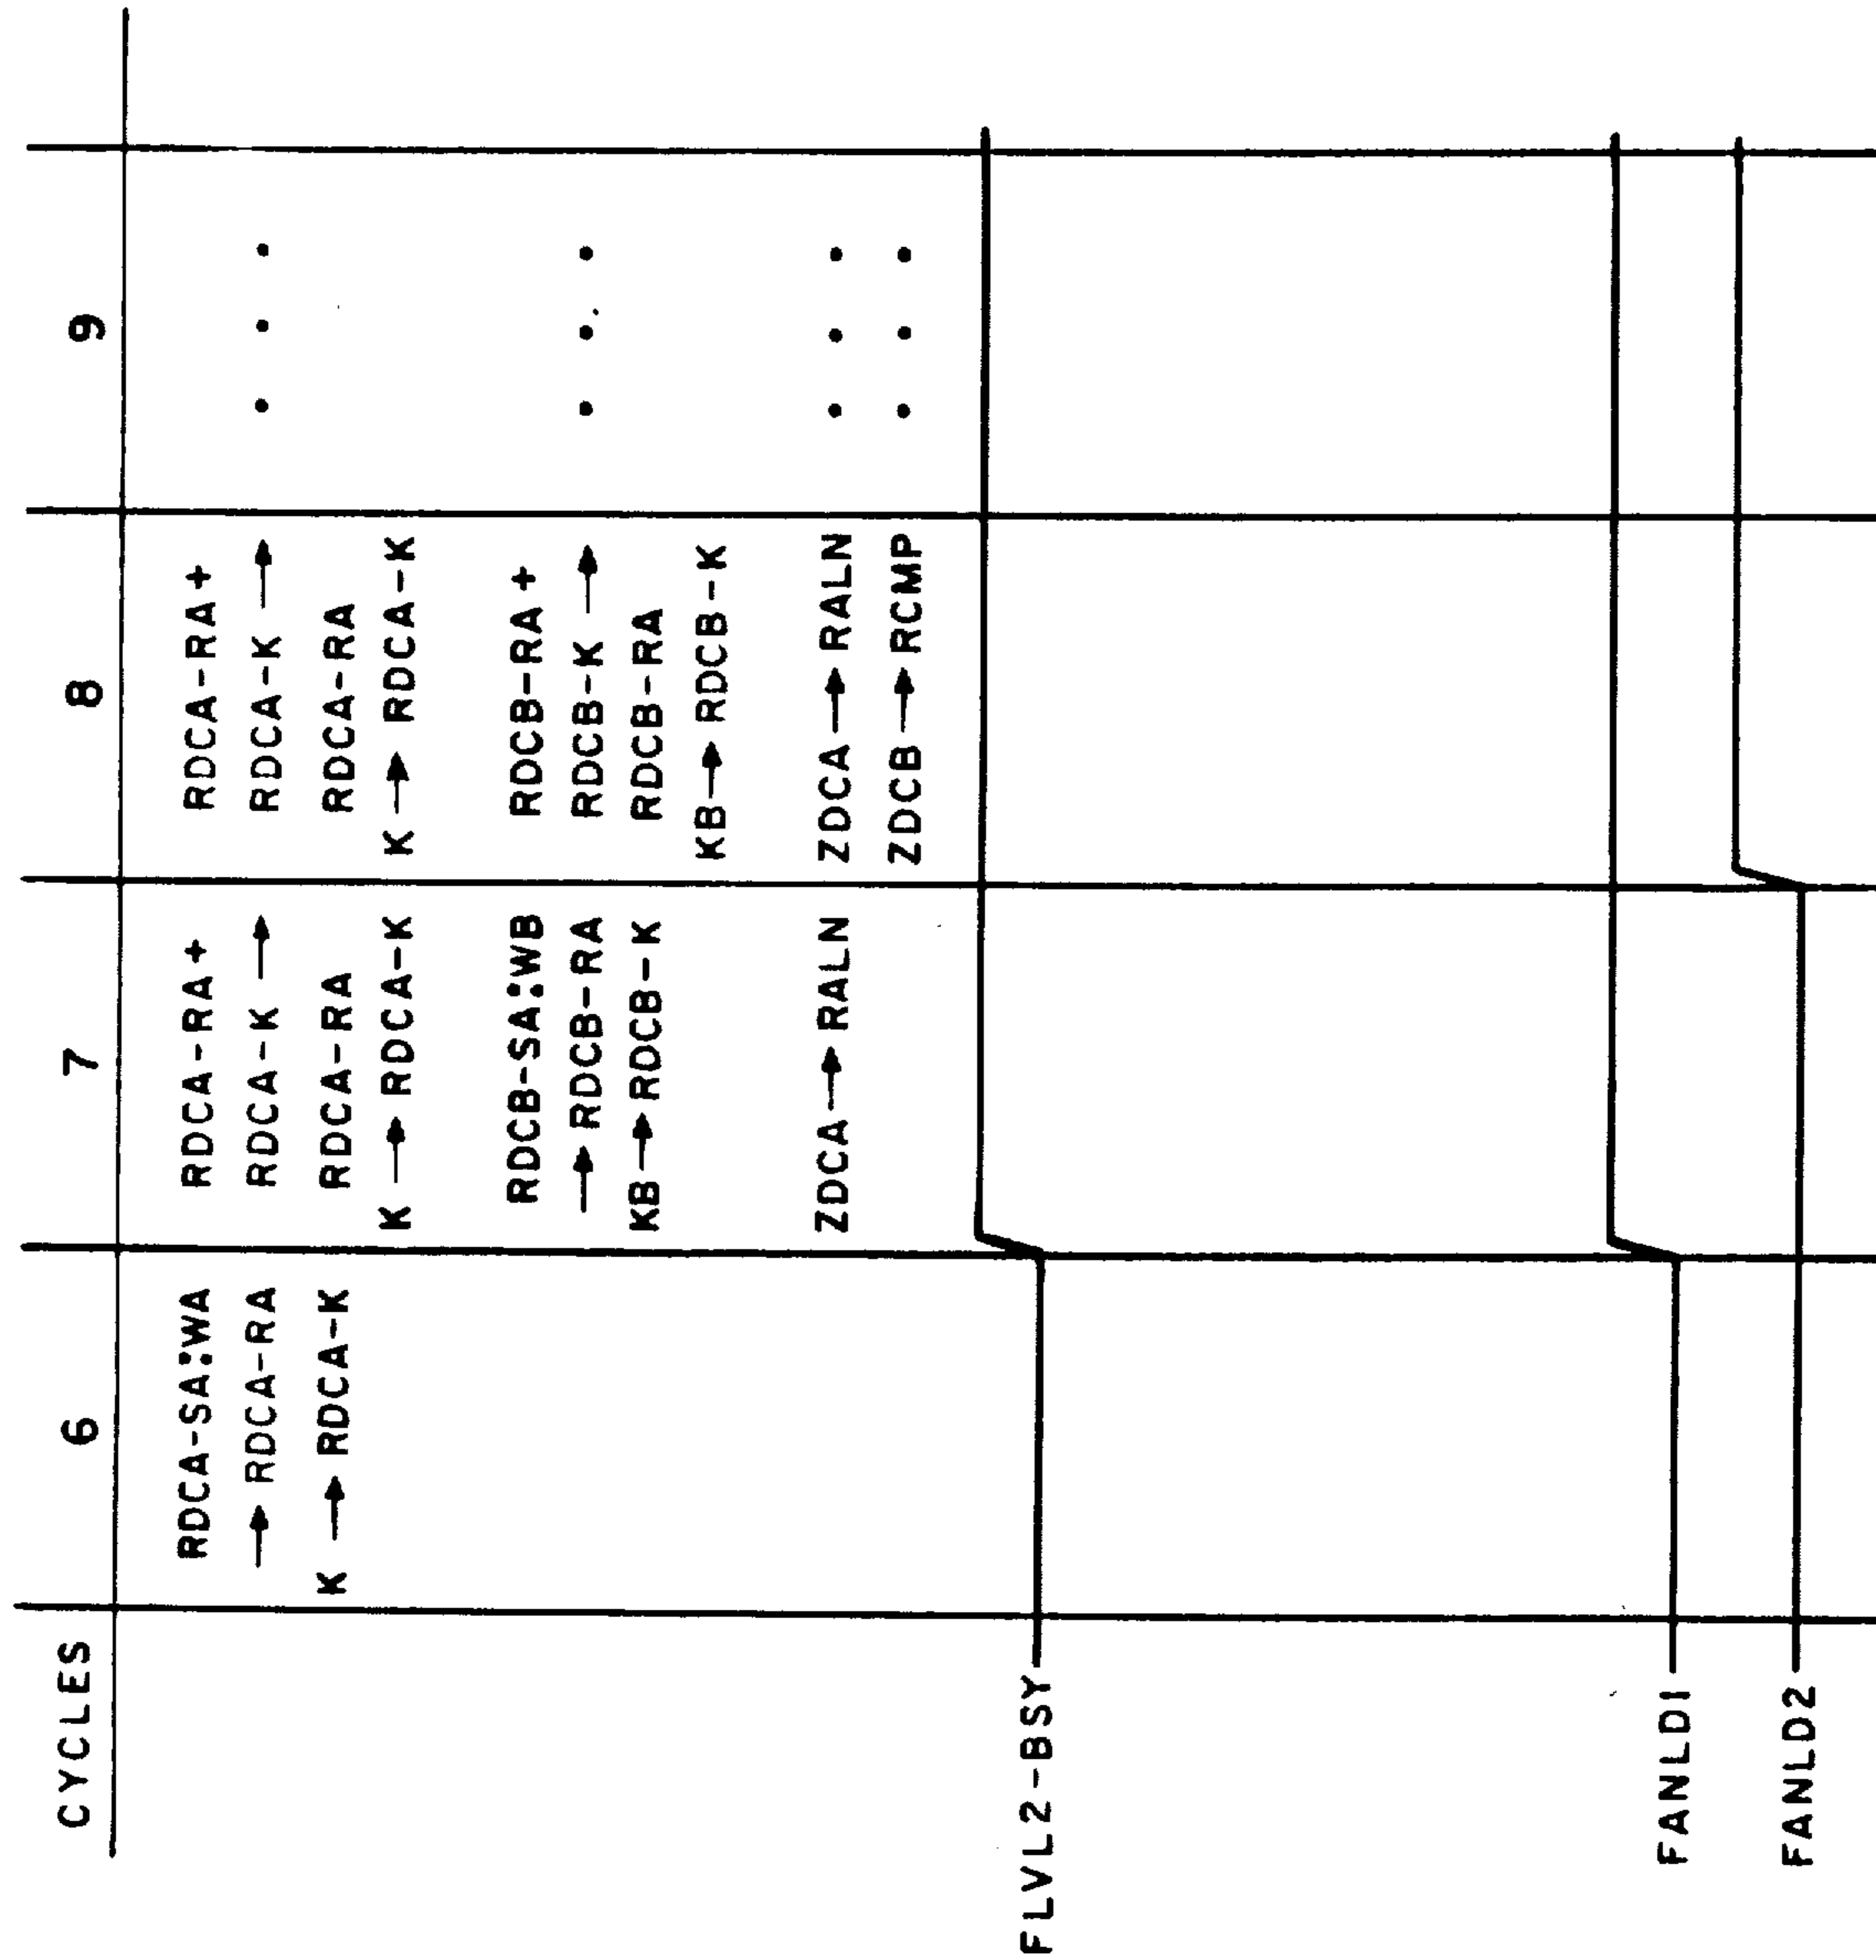 CYCLES
6
7
8
9
RDCA-SA:WA
→ RDCA-RA
K → RDCA-K
RDCA-RA+
RDCA-K →
RDCA-RA
K → RDCA-K
RDCB-SA:WB
→ RDCB-RA
KB → RDCB-K
ZDCA → RALN
RDCA-RA+
RDCA-K →
RDCA-RA
K → RDCA-K
RDCB-RA+
RDCB-K →
RDCB-RA
KB → RDCB-K
ZDCA → RALN
ZDCB → RCMP
. . .
. . .
. . .
. . .
FLVL2-BSY
FANLD1
FANLD2